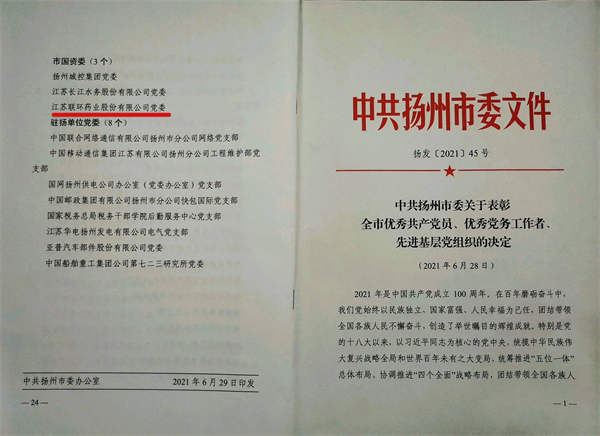 市国资委（3个）
扬州城控集团党委
江苏长江水务股份有限公司党委
江苏联环药业股份有限公司党委
驻扬单位党委（8个）
中国联合网络通信有限公司扬州市分公司网络党支部
中国移动通信集团江苏有限公司扬州分公司工程维护部党
支部
国网扬州供电公司办公室（党委办公室）党支部
中国邮政集团有限公司扬州市分公司快包国际党支部
国家税务总局税务干部学院后勤服务中心党支部
江苏华电扬州发电有限公司电气党支部
亚普汽车部件股份有限公司党委
中国船舶重工集团公司第七二三研究所党委
中共扬州市委办公室 2021年6月29日印发
—24—
中共扬州市委文件
扬发〔2021〕45号
中共扬州市委关于表彰
全市优秀共产党员、优秀党务工作者、
先进基层党组织的决定
（2021年6月28日）
2021年是中国共产党成立100周年。在百年磨砺奋斗中，
我们党始终以民族独立、国家富强、人民幸福为己任，团结带领
全国各族人民不懈奋斗，创造了举世瞩目的辉煌成就。特别是党
的十八大以来，以习近平同志为核心的党中央，统揽中华民族伟
大复兴战略全局和世界百年未有之大变局，统筹推进“五位一体”
总体布局，协调推进“四个全面”战略布局，团结带领全国各族人
—1—